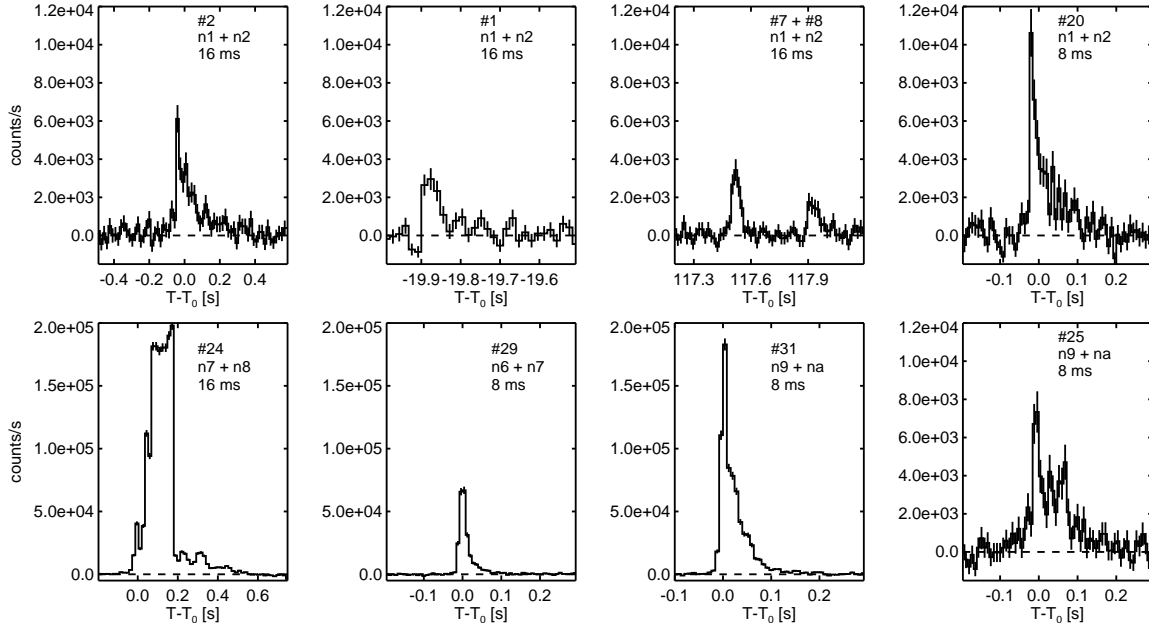 1.2e+04
1.0e+04
8.0e+03
6.0e+03
4.0e+03
2.0e+03
0.0
counts/s
#2
n1 + n2
16 ms
-0.4 -0.2 0.0 0.2 0.4
T-T0 [s]
1.2e+04
1.0e+04
8.0e+03
6.0e+03
4.0e+03
2.0e+03
0.0
#1
n1 + n2
16 ms
-19.9 -19.8 -19.7 -19.6
T-T0 [s]
1.2e+04
1.0e+04
8.0e+03
6.0e+03
4.0e+03
2.0e+03
0.0
#7 + #8
n1 + n2
16 ms
117.3 117.6 117.9
T-T0 [s]
1.2e+04
1.0e+04
8.0e+03
6.0e+03
4.0e+03
2.0e+03
0.0
#20
n1 + n2
8 ms
-0.1 0.0 0.1 0.2
T-T0 [s]
2.0e+05
1.5e+05
1.0e+05
5.0e+04
0.0
counts/s
#24
n7 + n8
16 ms
0.0 0.2 0.4 0.6
T-T0 [s]
2.0e+05
1.5e+05
1.0e+05
5.0e+04
0.0
#29
n6 + n7
8 ms
-0.1 0.0 0.1 0.2
T-T0 [s]
2.0e+05
1.5e+05
1.0e+05
5.0e+04
0.0
#31
n9 + na
8 ms
-0.1 0.0 0.1 0.2
T-T0 [s]
1.2e+04
1.0e+04
8.0e+03
6.0e+03
4.0e+03
2.0e+03
0.0
#25
n9 + na
8 ms
-0.1 0.0 0.1 0.2
T-T0 [s]